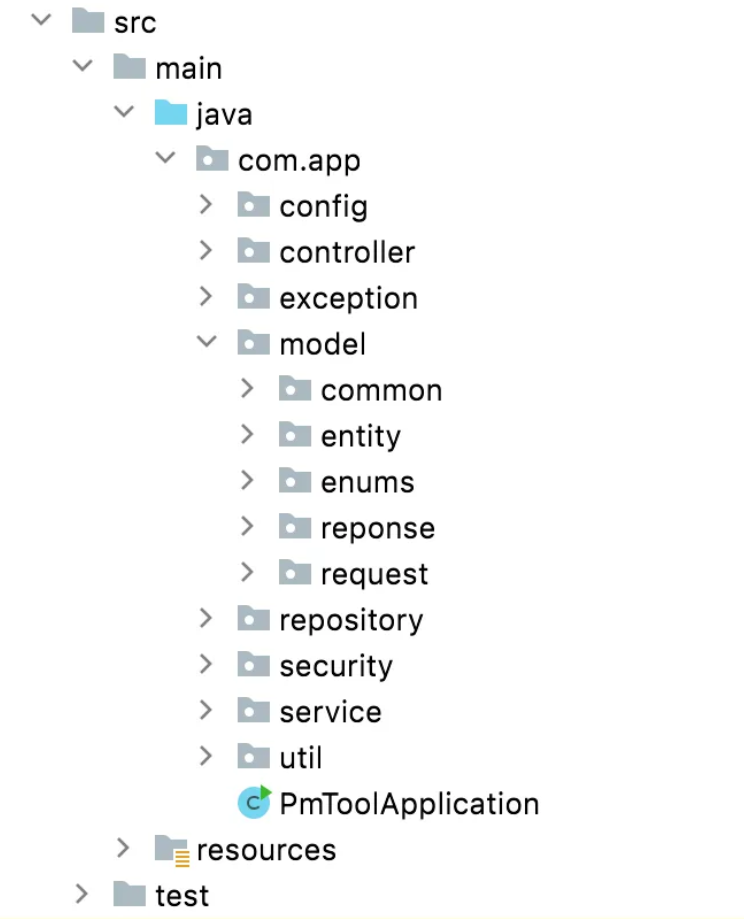 src
main
java
com.app
config
controller
exception
model
common
entity
enums
reponse
request
repository
security
service
util
C PmToolApplication
resources
test